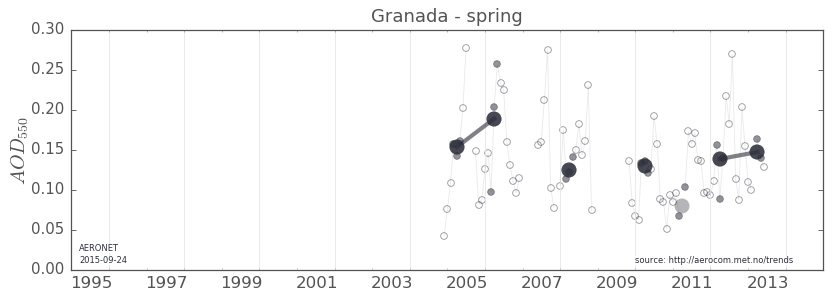 Granada - spring
0.30
0.25
0.20
0.15
0.10
0.05
0.00
AOD550
AERONET
2015-09-24
source: http://aerocom.met.no/trends
1995 1997 1999 2001 2003 2005 2007 2009 2011 2013